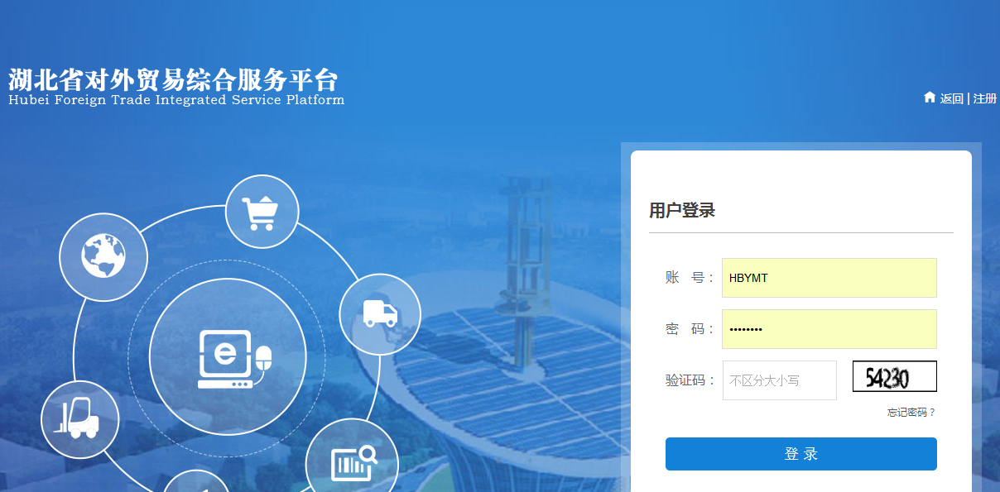 湖北省对外贸易综合服务平台
Hubei Foreign Trade Integrated Service Platform
返回 | 注册
用户登录
账 号： HBYMT
密 码： ••••••••
验证码： 不区分大小写 54230
忘记密码？
登 录
e